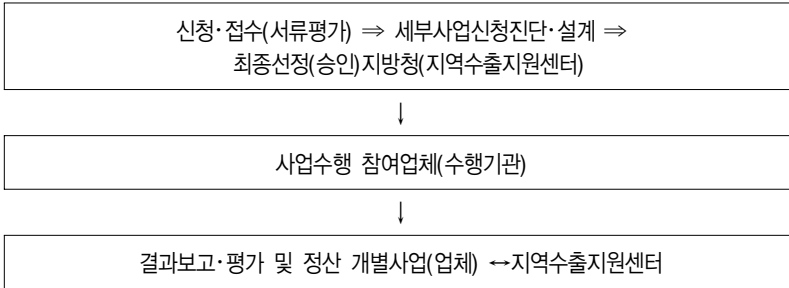 신청·접수(서류평가) ⇒ 세부사업신청진단·설계 ⇒
최종선정(승인)지방청(지역수출지원센터)
↓
사업수행 참여업체(수행기관)
↓
결과보고·평가 및 정산 개별사업(업체) ↔지역수출지원센터